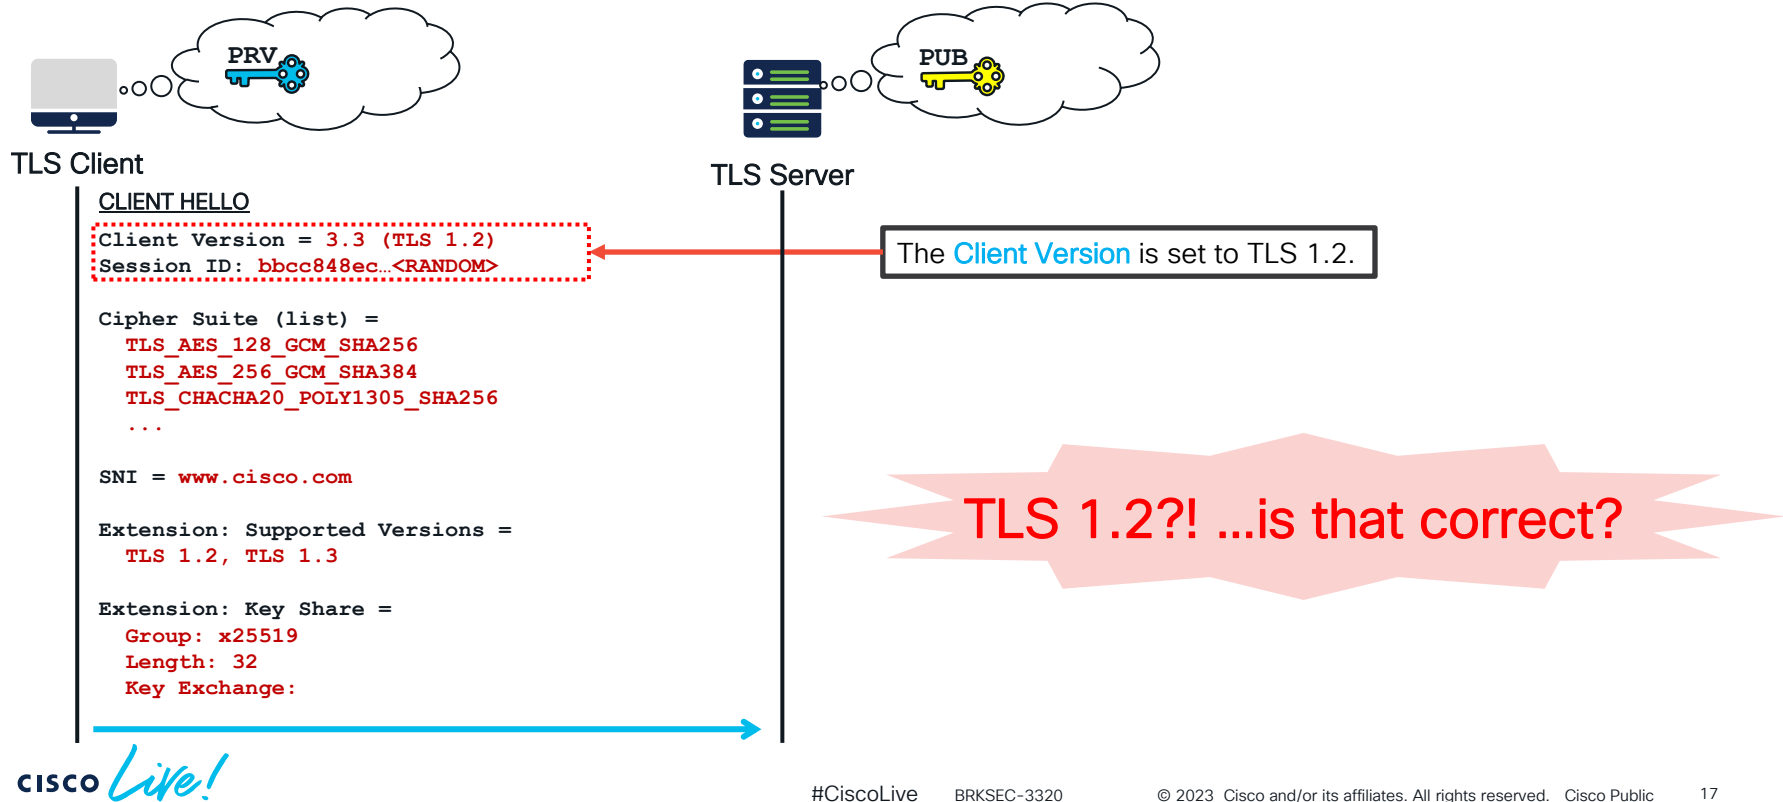 PRV
PUB
TLS Client
TLS Server
CLIENT HELLO
Client Version = 3.3 (TLS 1.2)
Session ID: bbcc848ec…<RANDOM>
The Client Version is set to TLS 1.2.
Cipher Suite (list) =
TLS_AES_128_GCM_SHA256
TLS_AES_256_GCM_SHA384
TLS_CHACHA20_POLY1305_SHA256
...
SNI = www.cisco.com
Extension: Supported Versions =
TLS 1.2, TLS 1.3
Extension: Key Share =
Group: x25519
Length: 32
Key Exchange:
TLS 1.2?! ...is that correct?
CISCO Live!
#CiscoLive BRKSEC-3320 © 2023 Cisco and/or its affiliates. All rights reserved. Cisco Public 17